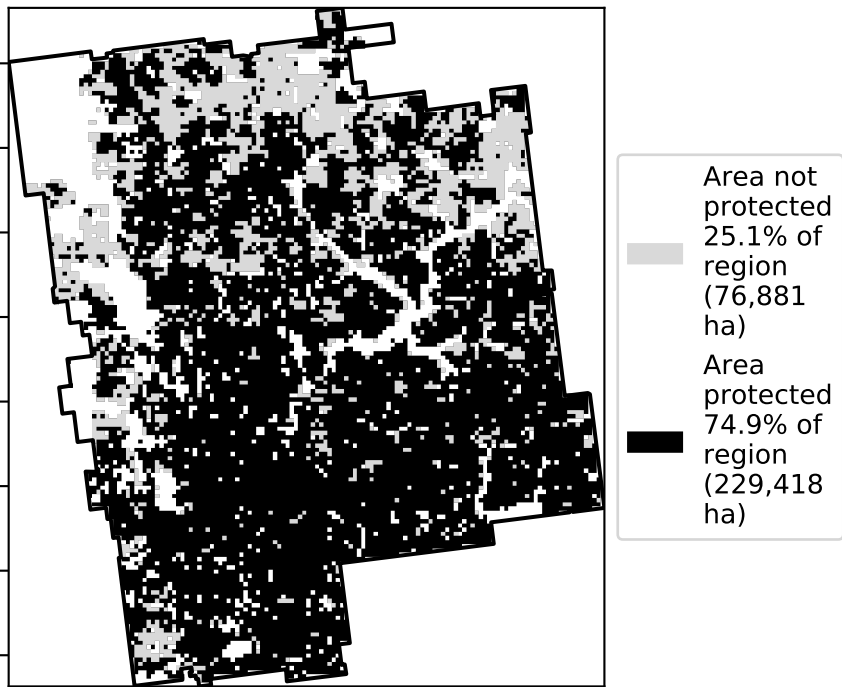 Area not
protected
25.1% of
region
(76,881
ha)
Area
protected
74.9% of
region
(229,418
ha)